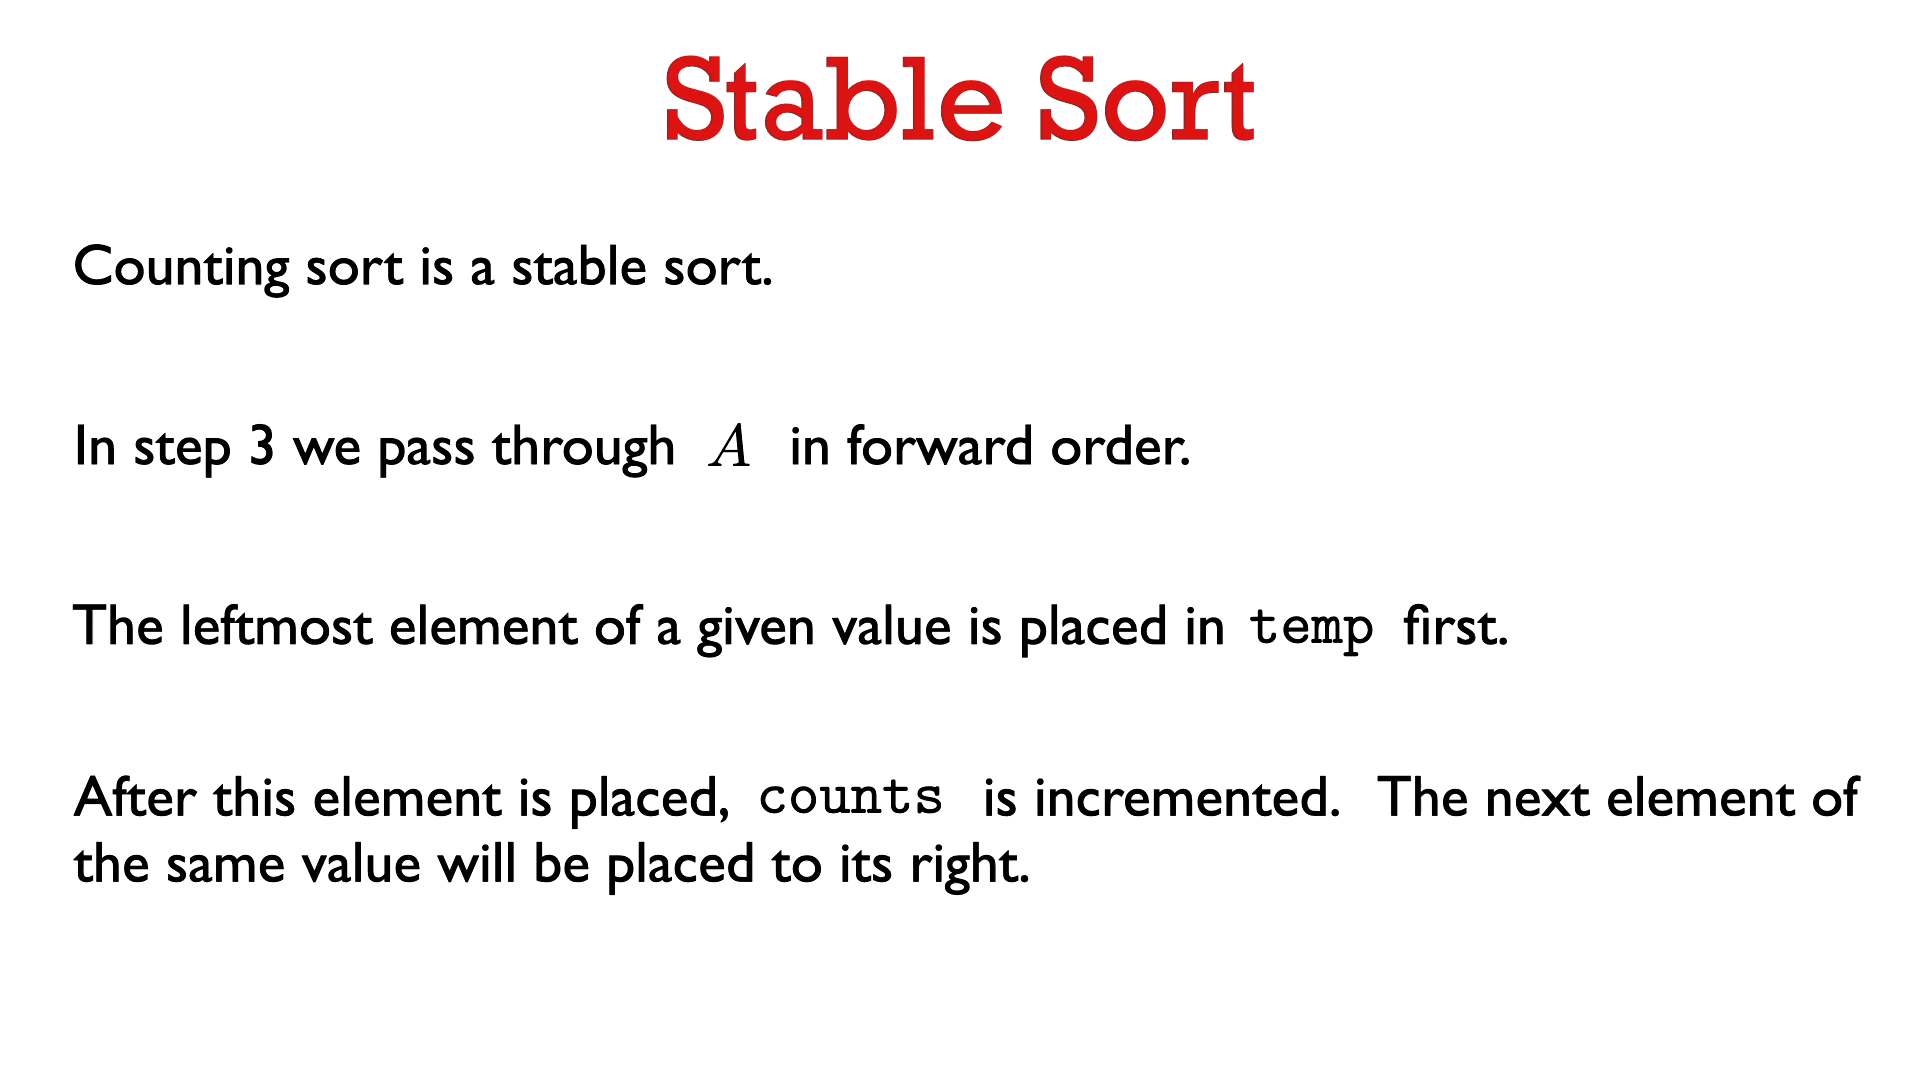 Stable Sort
Counting sort is a stable sort.
In step 3 we pass through A in forward order.
The leftmost element of a given value is placed in temp first.
After this element is placed, counts is incremented. The next element of
the same value will be placed to its right.